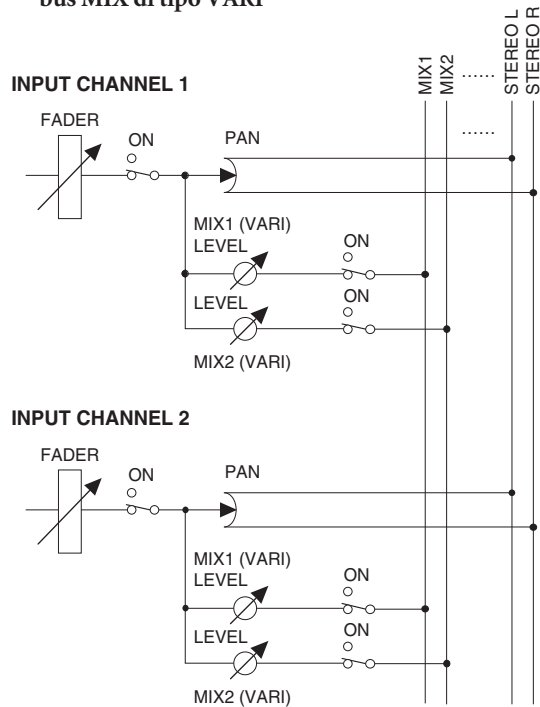 bus MIX di tipo VARI
MIX1
MIX2
......
STEREO L
STEREO R
INPUT CHANNEL 1
FADER
ON
PAN
......
MIX1 (VARI)
LEVEL
ON
LEVEL
ON
MIX2 (VARI)
INPUT CHANNEL 2
FADER
ON
PAN
MIX1 (VARI)
LEVEL
ON
LEVEL
ON
MIX2 (VARI)